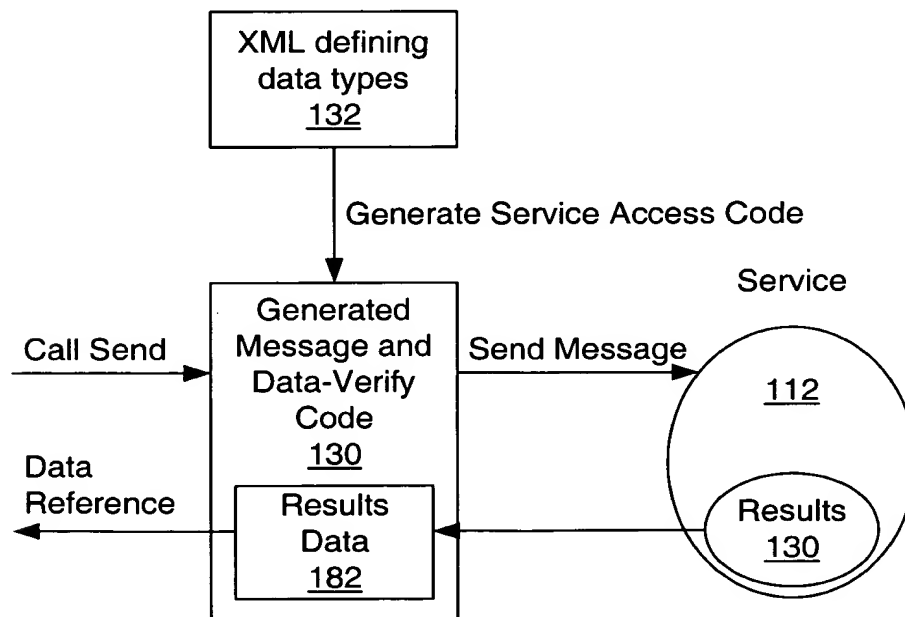 XML defining
data types
132
Generate Service Access Code
Service
Generated
Message and
Data-Verify
Code
130
Call Send
Send Message
112
Data
Reference
Results
Data
182
Results
130